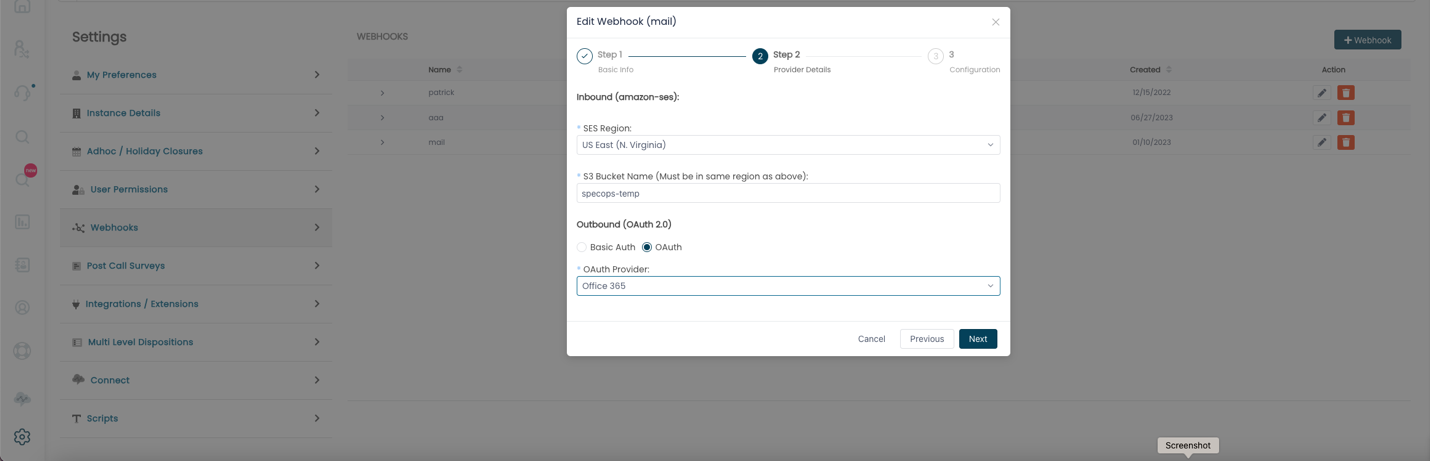 Edit Webhook (mail)
Settings
WEBHOOKS
+ Webhook
Step 1
Basic Info
2
Step 2
Provider Details
3
3
Configuration
My Preferences
Instance Details
Adhoc / Holiday Closures
User Permissions
Webhooks
Post Call Surveys
Integrations / Extensions
Multi Level Dispositions
Connect
Scripts
new
Name
Created
Action
patrick
12/15/2022
aaa
06/27/2023
mail
01/10/2023
Inbound (amazon-ses):
* SES Region:
US East (N. Virginia)
* S3 Bucket Name (Must be in same region as above):
specops-temp
Outbound (OAuth 2.0)
Basic Auth
OAuth
* OAuth Provider:
Office 365
Cancel
Previous
Next
Screenshot